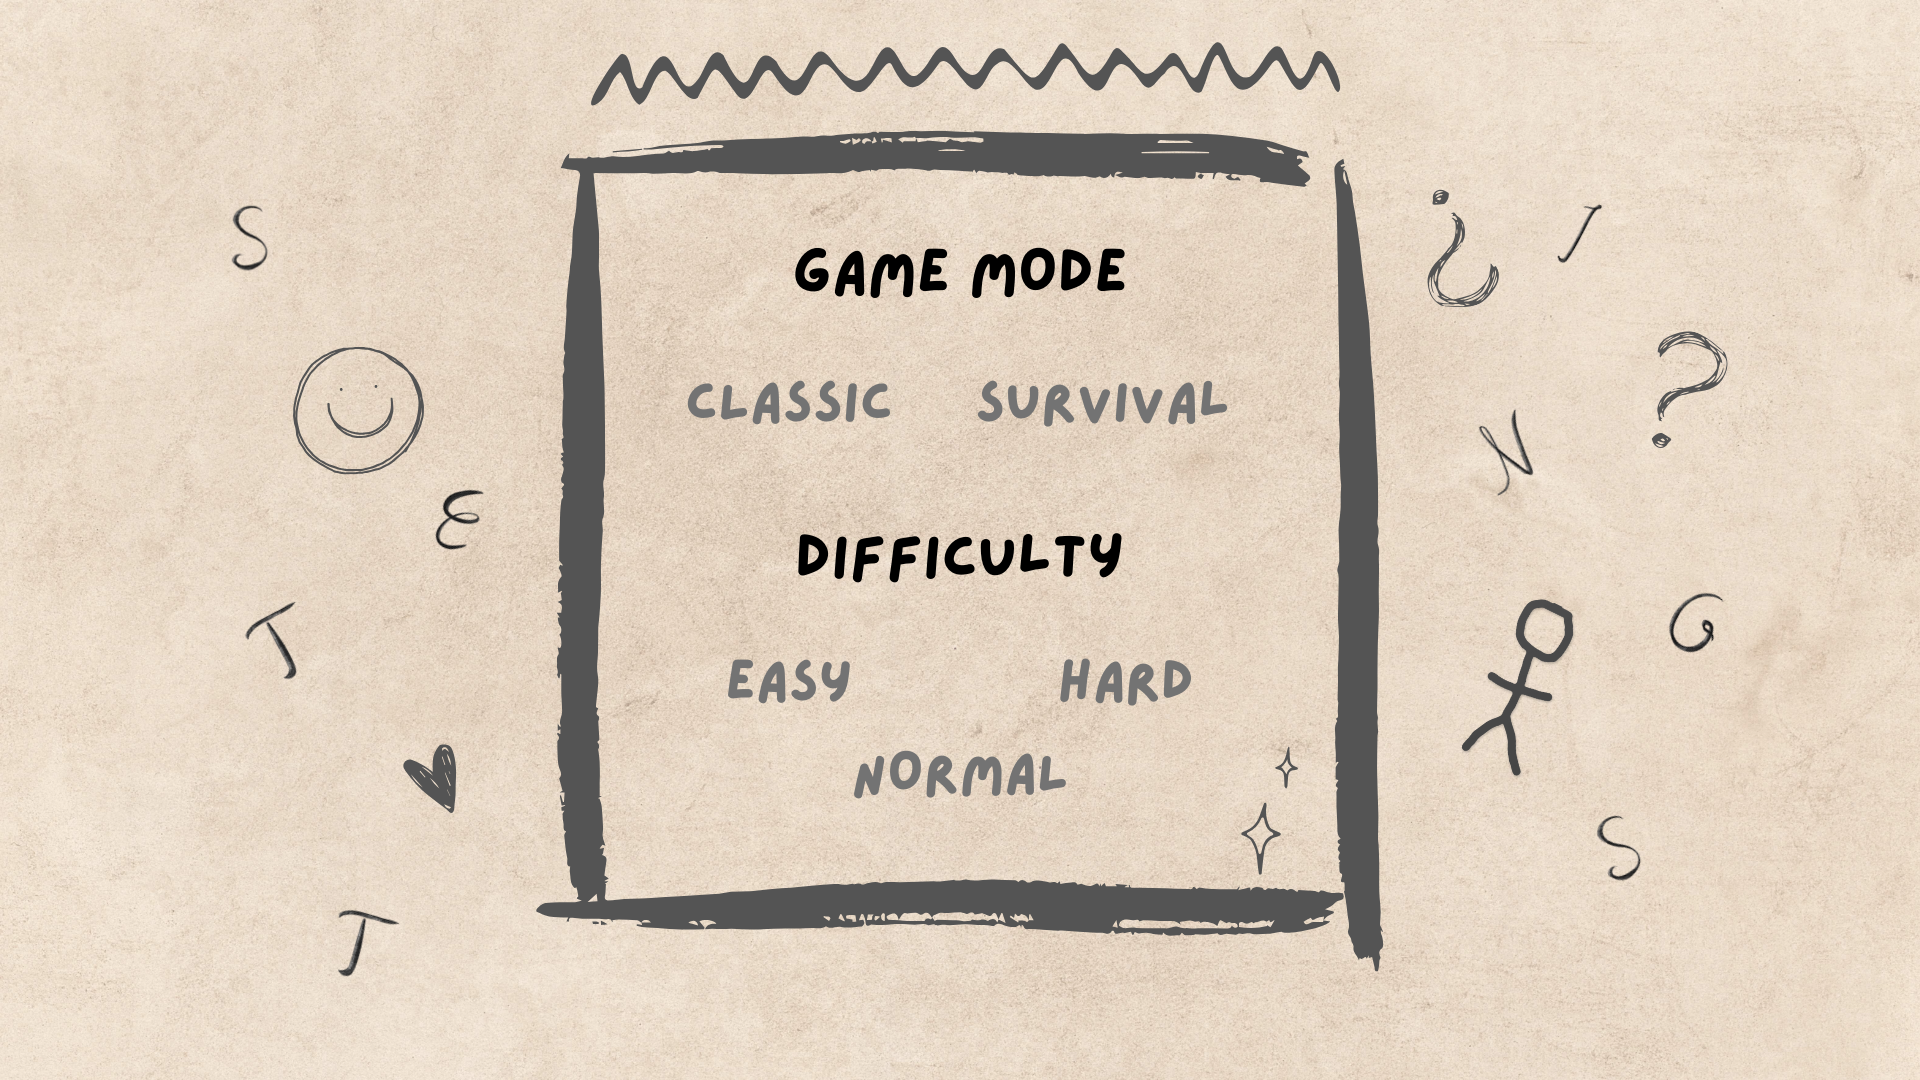 GAME MODE
CLASSIC SURVIVAL
DIFFICULTY
EASY HARD
NORMAL
S
E
T
T
¿
I
?
N
G
S